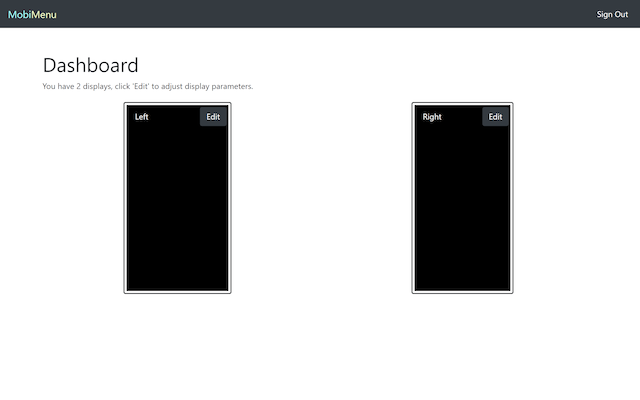 MobiMenu
Sign Out
Dashboard
You have 2 displays, click 'Edit' to adjust display parameters.
Left
Edit
Right
Edit